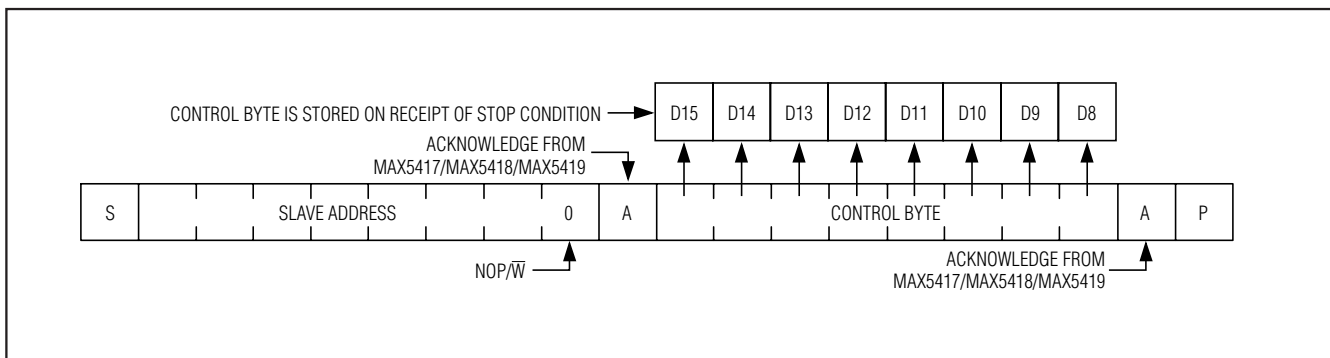 CONTROL BYTE IS STORED ON RECEIPT OF STOP CONDITION D15 D14 D13 D12 D11 D10 D9 D8
ACKNOWLEDGE FROM
MAX5417/MAX5418/MAX5419
S SLAVE ADDRESS 0 A CONTROL BYTE A P
NOP/W̅
ACKNOWLEDGE FROM
MAX5417/MAX5418/MAX5419